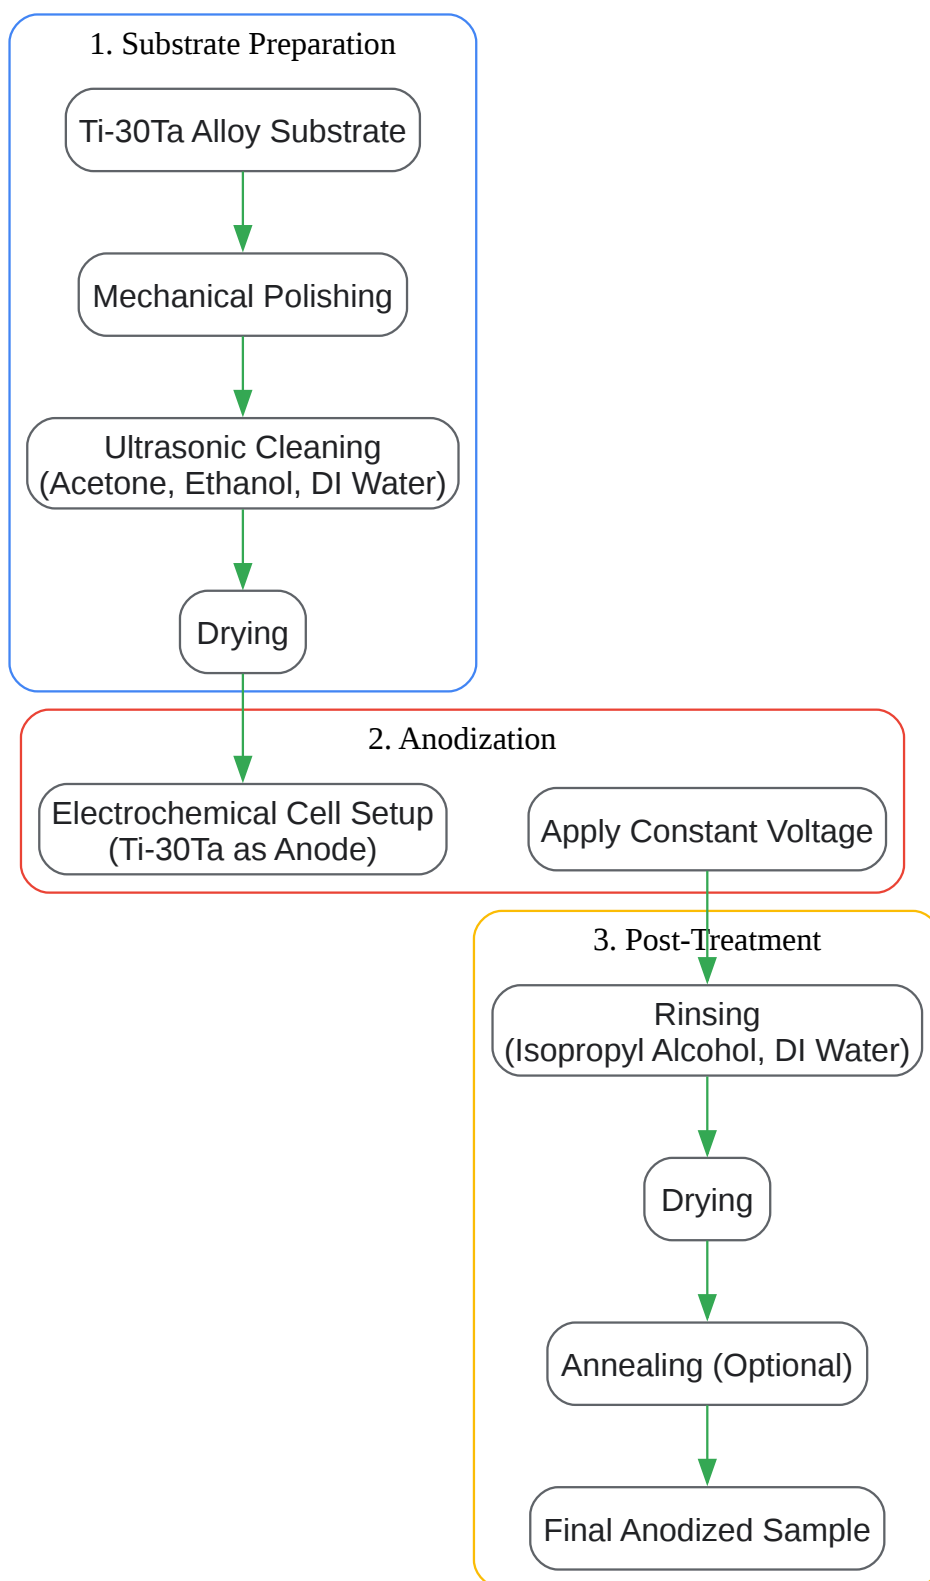 1. Substrate Preparation
Ti-30Ta Alloy Substrate
Mechanical Polishing
Ultrasonic Cleaning
(Acetone, Ethanol, DI Water)
Drying
2. Anodization
Electrochemical Cell Setup
(Ti-30Ta as Anode)
Apply Constant Voltage
3. Post-Treatment
Rinsing
(Isopropyl Alcohol, DI Water)
Drying
Annealing (Optional)
Final Anodized Sample